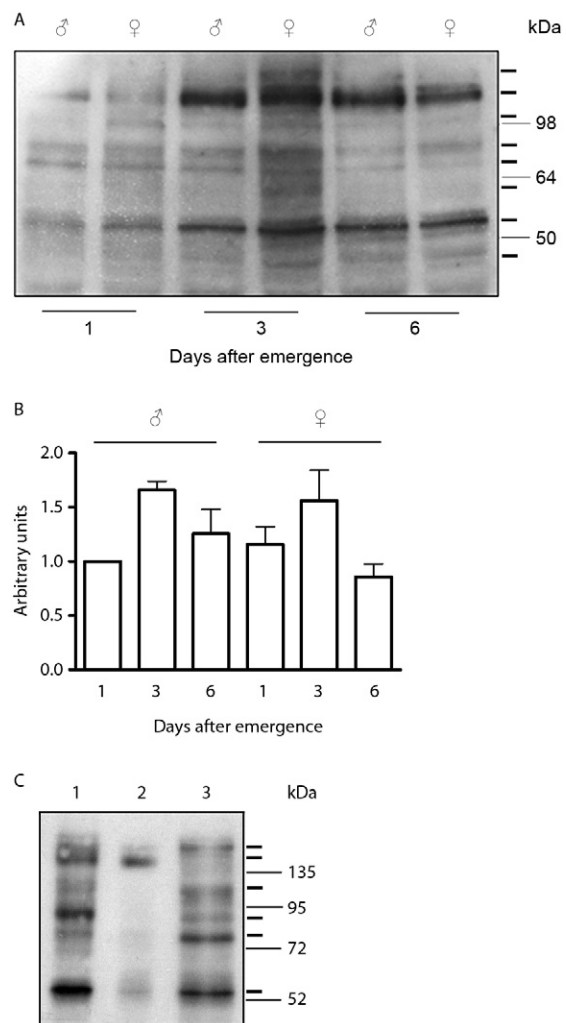 A ♂ ♀ ♂ ♀ ♂ ♀ kDa
98
64
50
1 3 6
Days after emergence
B ♂ ♀
2.0
1.5
1.0
0.5
0.0
Arbitrary units
1 3 6 1 3 6
Days after emergence
C 1 2 3 kDa
135
95
72
52